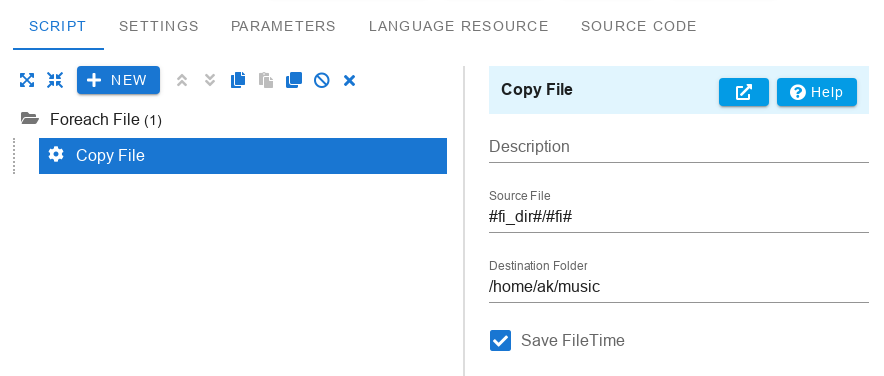 SCRIPT SETTINGS PARAMETERS LANGUAGE RESOURCE SOURCE CODE
NEW
Foreach File (1)
Copy File
Copy File
Help
Description
Source File
#fi_dir#/#fi#
Destination Folder
/home/ak/music
Save FileTime